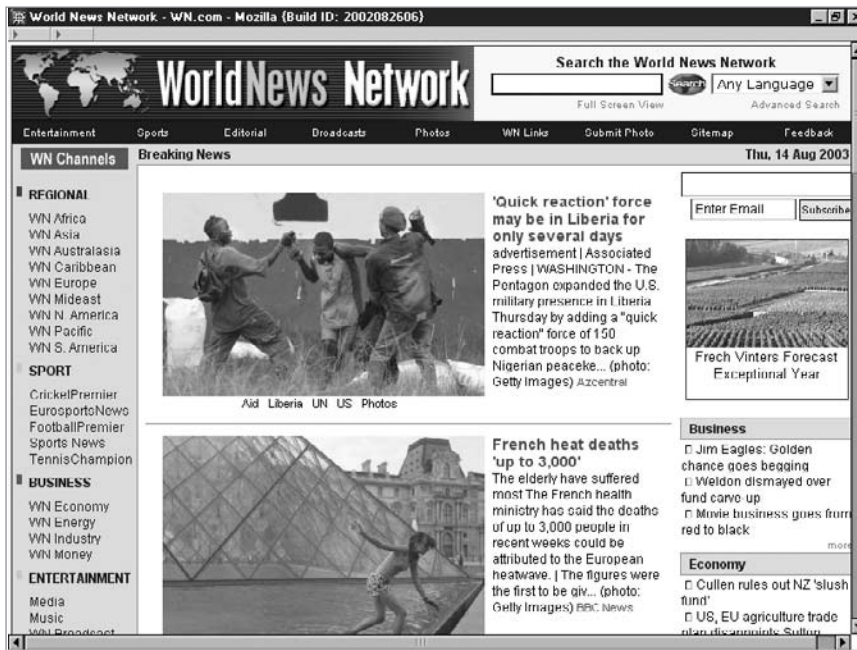 World News Network - WN.com - Mozilla {Build ID: 2002082606}
WorldNews Network
Search the World News Network
Search
Any Language
Full Screen View
Advanced Search
Entertainment
Sports
Editorial
Broadcasts
Photos
WN Links
Submit Photo
Sitemap
Feedback
WN Channels
Breaking News
Thu, 14 Aug 2003
REGIONAL
WN Africa
WN Asia
WN Australasia
WN Caribbean
WN Europe
WN Mideast
WN N. America
WN Pacific
WN S. America
SPORT
CricketPremier
EurosportsNews
FootballPremier
Sports News
TennisChampion
BUSINESS
WN Economy
WN Energy
WN Industry
WN Money
ENTERTAINMENT
Media
Music
WN Broadcast
Aid Liberia UN US Photos
'Quick reaction' force
may be in Liberia for
only several days
advertisement | Associated
Press | WASHINGTON - The
Pentagon expanded the U.S.
military presence in Liberia
Thursday by adding a "quick
reaction" force of 150
combat troops to back up
Nigerian peaceke... (photo:
Getty Images) Azcentral
French heat deaths
'up to 3,000'
The elderly have suffered
most The French health
ministry has said the deaths
of up to 3,000 people in
recent weeks could be
attributed to the European
heatwave. | The figures were
the first to be giv... (photo:
Getty Images) BBC News
Enter Email
Subscribe
Frech Vinters Forecast
Exceptional Year
Business
Jim Eagles: Golden
chance goes begging
Weldon dismayed over
fund carve-up
Movie business goes from
red to black
more
Economy
Cullen rules out NZ 'slush
fund'
US, EU agriculture trade
plan disappoints Sutton